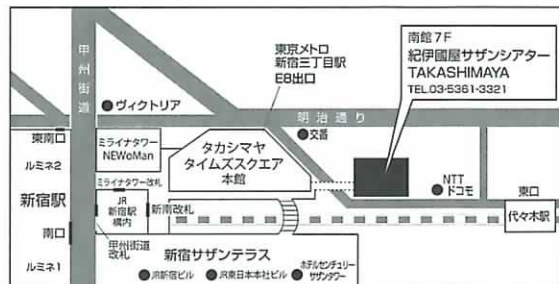 甲州街道
東京メトロ
新宿三丁目駅
E8出口
南館7F
紀伊國屋サザンシアター
TAKASHIMAYA
TEL.03-5361-3321
ヴィクトリア
明治通り
交番
東南口
ミライナタワー
NEWoMan
タカシマヤ
タイムズスクエア
本館
ルミネ2
ミライナタワー改札
NTT
ドコモ
新宿駅
JR
新宿駅
構内
新南改札
東口
代々木駅
南口
甲州街道
改札
新宿サザンテラス
ルミネ1
JR新宿ビル
JR東日本本社ビル
ホテルセンチュリー
サザンタワー